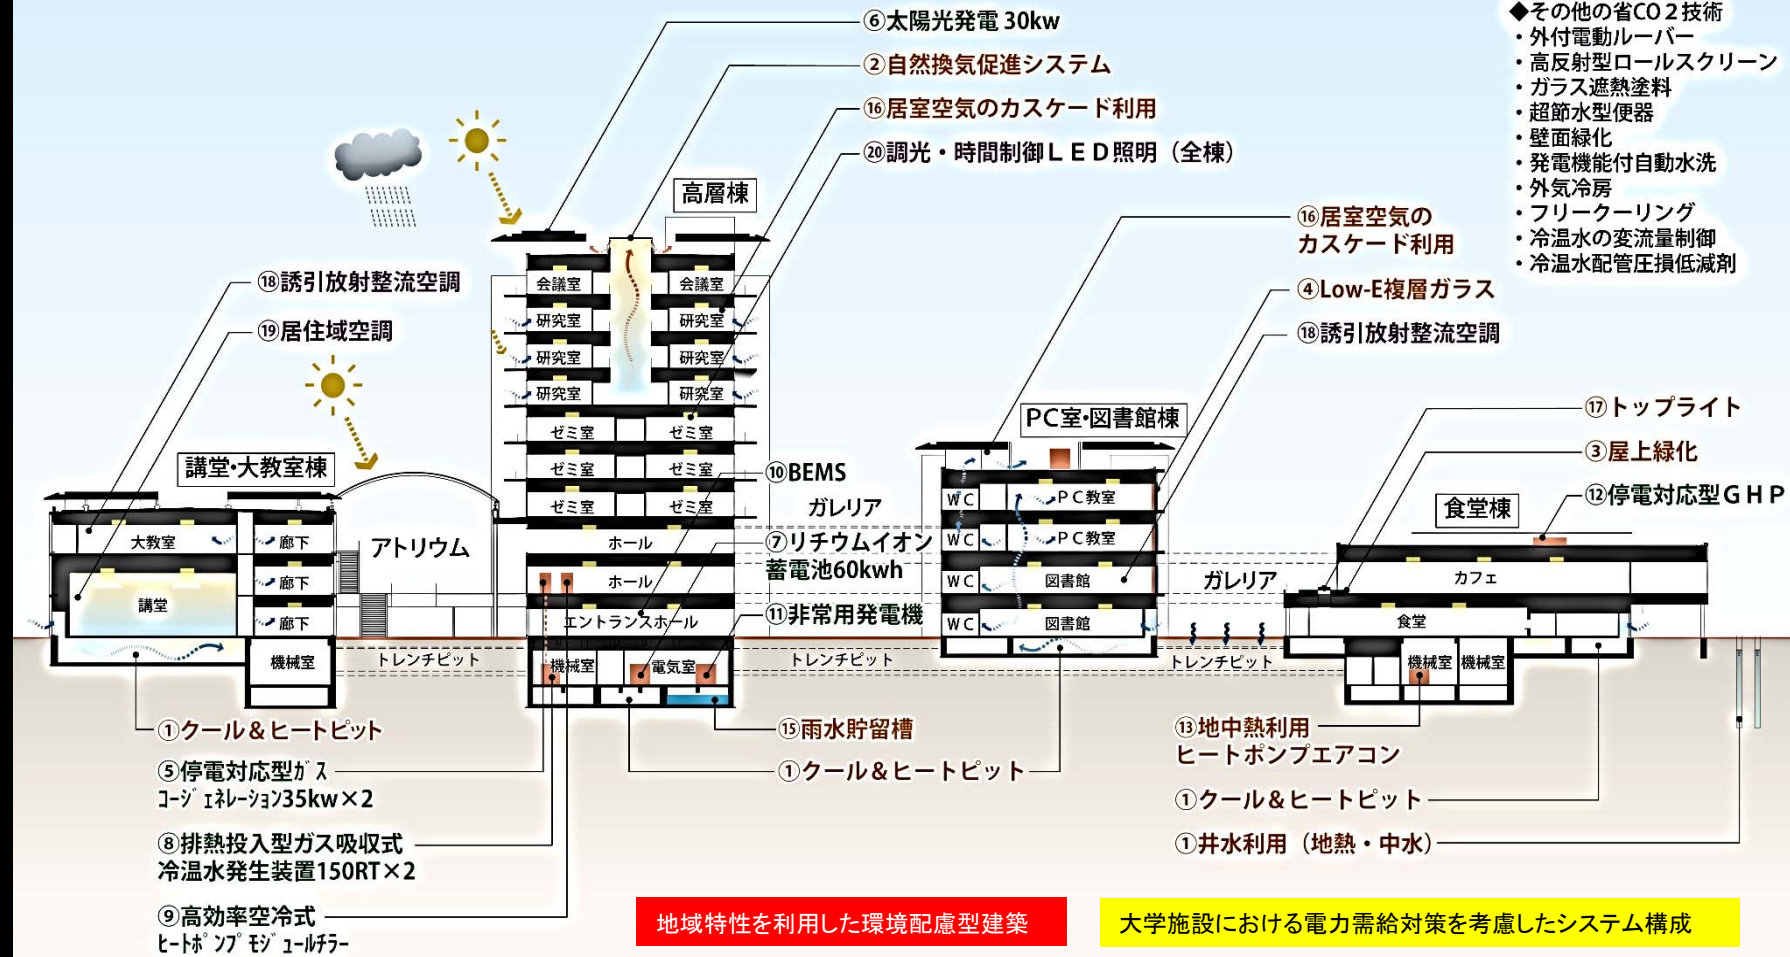 ⑥太陽光発電 30kw
②自然換気促進システム
⑯居室空気のカスケード利用
⑳調光・時間制御ＬＥＤ照明（全棟）
◆その他の省CO２技術
・外付電動ルーバー
・高反射型ロールスクリーン
・ガラス遮熱塗料
・超節水型便器
・壁面緑化
・発電機能付自動水洗
・外気冷房
・フリークーリング
・冷温水の変流量制御
・冷温水配管圧損低減剤
高層棟
⑱誘引放射整流空調
⑲居住域空調
⑯居室空気の
カスケード利用
④Low-E複層ガラス
⑱誘引放射整流空調
会議室 会議室
研究室 研究室
研究室 研究室
研究室 研究室
ゼミ室 ゼミ室
ゼミ室 ゼミ室
ゼミ室 ゼミ室
ホール
ホール
エントランスホール
機械室 電気室
講堂・大教室棟
大教室 廊下
廊下
講堂
廊下
機械室
アトリウム
トレンチピット
⑩BEMS
ガレリア
⑦リチウムイオン
蓄電池60kwh
⑪非常用発電機
トレンチピット
PC室・図書館棟
ＷＣ ＰＣ教室
ＷＣ ＰＣ教室
ＷＣ 図書館
ＷＣ 図書館
ガレリア
トレンチピット
⑰トップライト
③屋上緑化
⑫停電対応型ＧＨＰ
食堂棟
カフェ
食堂
機械室 機械室
①クール＆ヒートピット
⑤停電対応型ｶﾞｽ
ｺｰｼﾞｪﾈﾚｰｼｮﾝ35kw×2
⑧排熱投入型ガス吸収式
冷温水発生装置150RT×2
⑨高効率空冷式
ﾋｰﾄﾎﾟﾝﾌﾟﾓｼﾞｭｰﾙﾁﾗｰ
⑮雨水貯留槽
①クール＆ヒートピット
⑬地中熱利用
ヒートポンプエアコン
①クール＆ヒートピット
①井水利用（地熱・中水）
地域特性を利用した環境配慮型建築
大学施設における電力需給対策を考慮したシステム構成